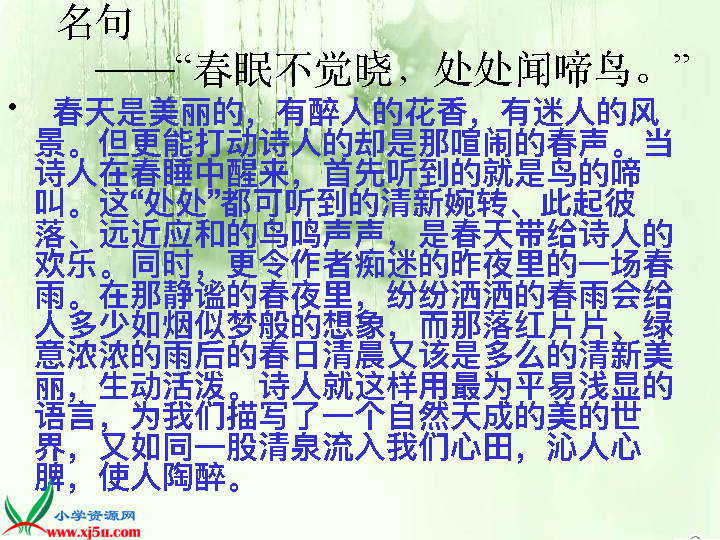 名句
——“春眠不觉晓，处处闻啼鸟。”
• 春天是美丽的，有醉人的花香，有迷人的风
景。但更能打动诗人的却是那喧闹的春声。当
诗人在春睡中醒来，首先听到的就是鸟的啼
叫。这“处处”都可听到的清新婉转、此起彼
落、远近应和的鸟鸣声声，是春天带给诗人的
欢乐。同时，更令作者痴迷的昨夜里的一场春
雨。在那静谧的春夜里，纷纷洒洒的春雨会给
人多少如烟似梦般的想象，而那落红片片、绿
意浓浓的雨后的春日清晨又该是多么的清新美
丽，生动活泼。诗人就这样用最为平易浅显的
语言，为我们描写了一个自然天成的美的世
界，又如同一股清泉流入我们心田，沁人心
脾，使人陶醉。
小学资源网
www.xj5u.com